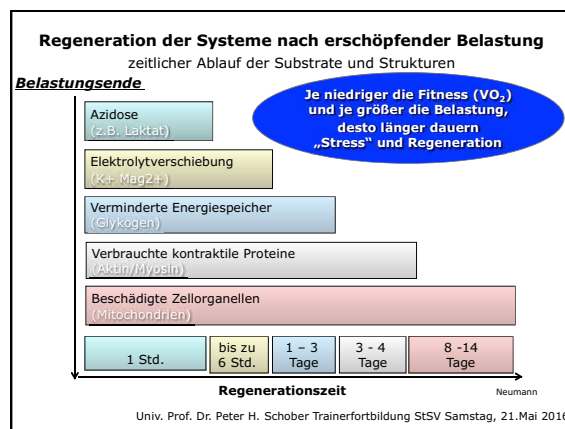 Regeneration der Systeme nach erschöpfender Belastung
zeitlicher Ablauf der Substrate und Strukturen
Belastungsende
Je niedriger die Fitness (VO₂)
und je größer die Belastung,
desto länger dauern
„Stress“ und Regeneration
Azidose
(z.B. Laktat)
Elektrolytverschiebung
(K+ Mag2+)
Verminderte Energiespeicher
(Glykogen)
Verbrauchte kontraktile Proteine
(Aktin/Myosin)
Beschädigte Zellorganellen
(Mitochondrien)
1 Std.
bis zu
6 Std.
1 – 3
Tage
3 - 4
Tage
8 -14
Tage
Regenerationszeit
Neumann
Univ. Prof. Dr. Peter H. Schober Trainerfortbildung StSV Samstag, 21.Mai 2016